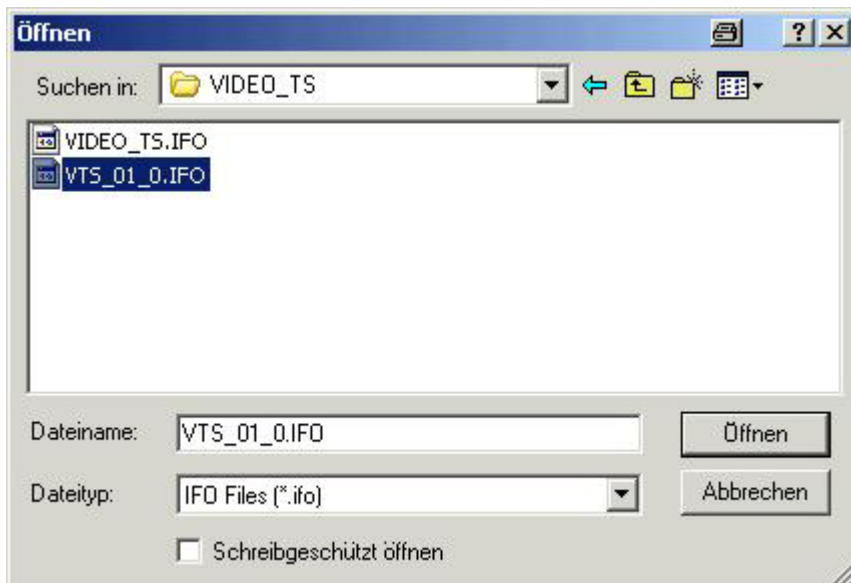 Öffnen
Suchen in: VIDEO_TS
VIDEO_TS.IFO
VTS_01_0.IFO
Dateiname: VTS_01_0.IFO Öffnen
Dateityp: IFO Files (*.ifo) Abbrechen
Schreibgeschützt öffnen